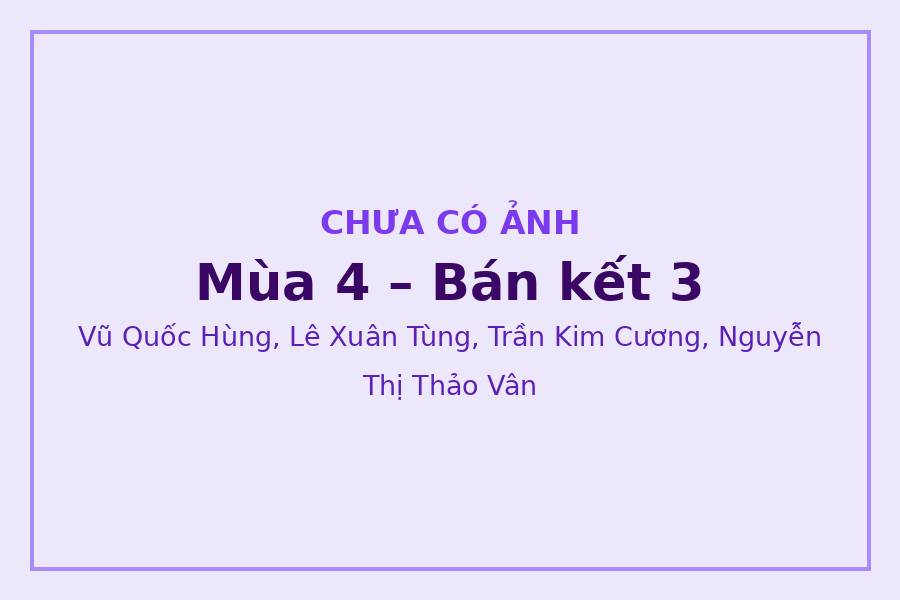 CHƯA CÓ ẢNH
Mùa 4 – Bán kết 3
Vũ Quốc Hùng, Lê Xuân Tùng, Trần Kim Cương, Nguyễn
Thị Thảo Vân